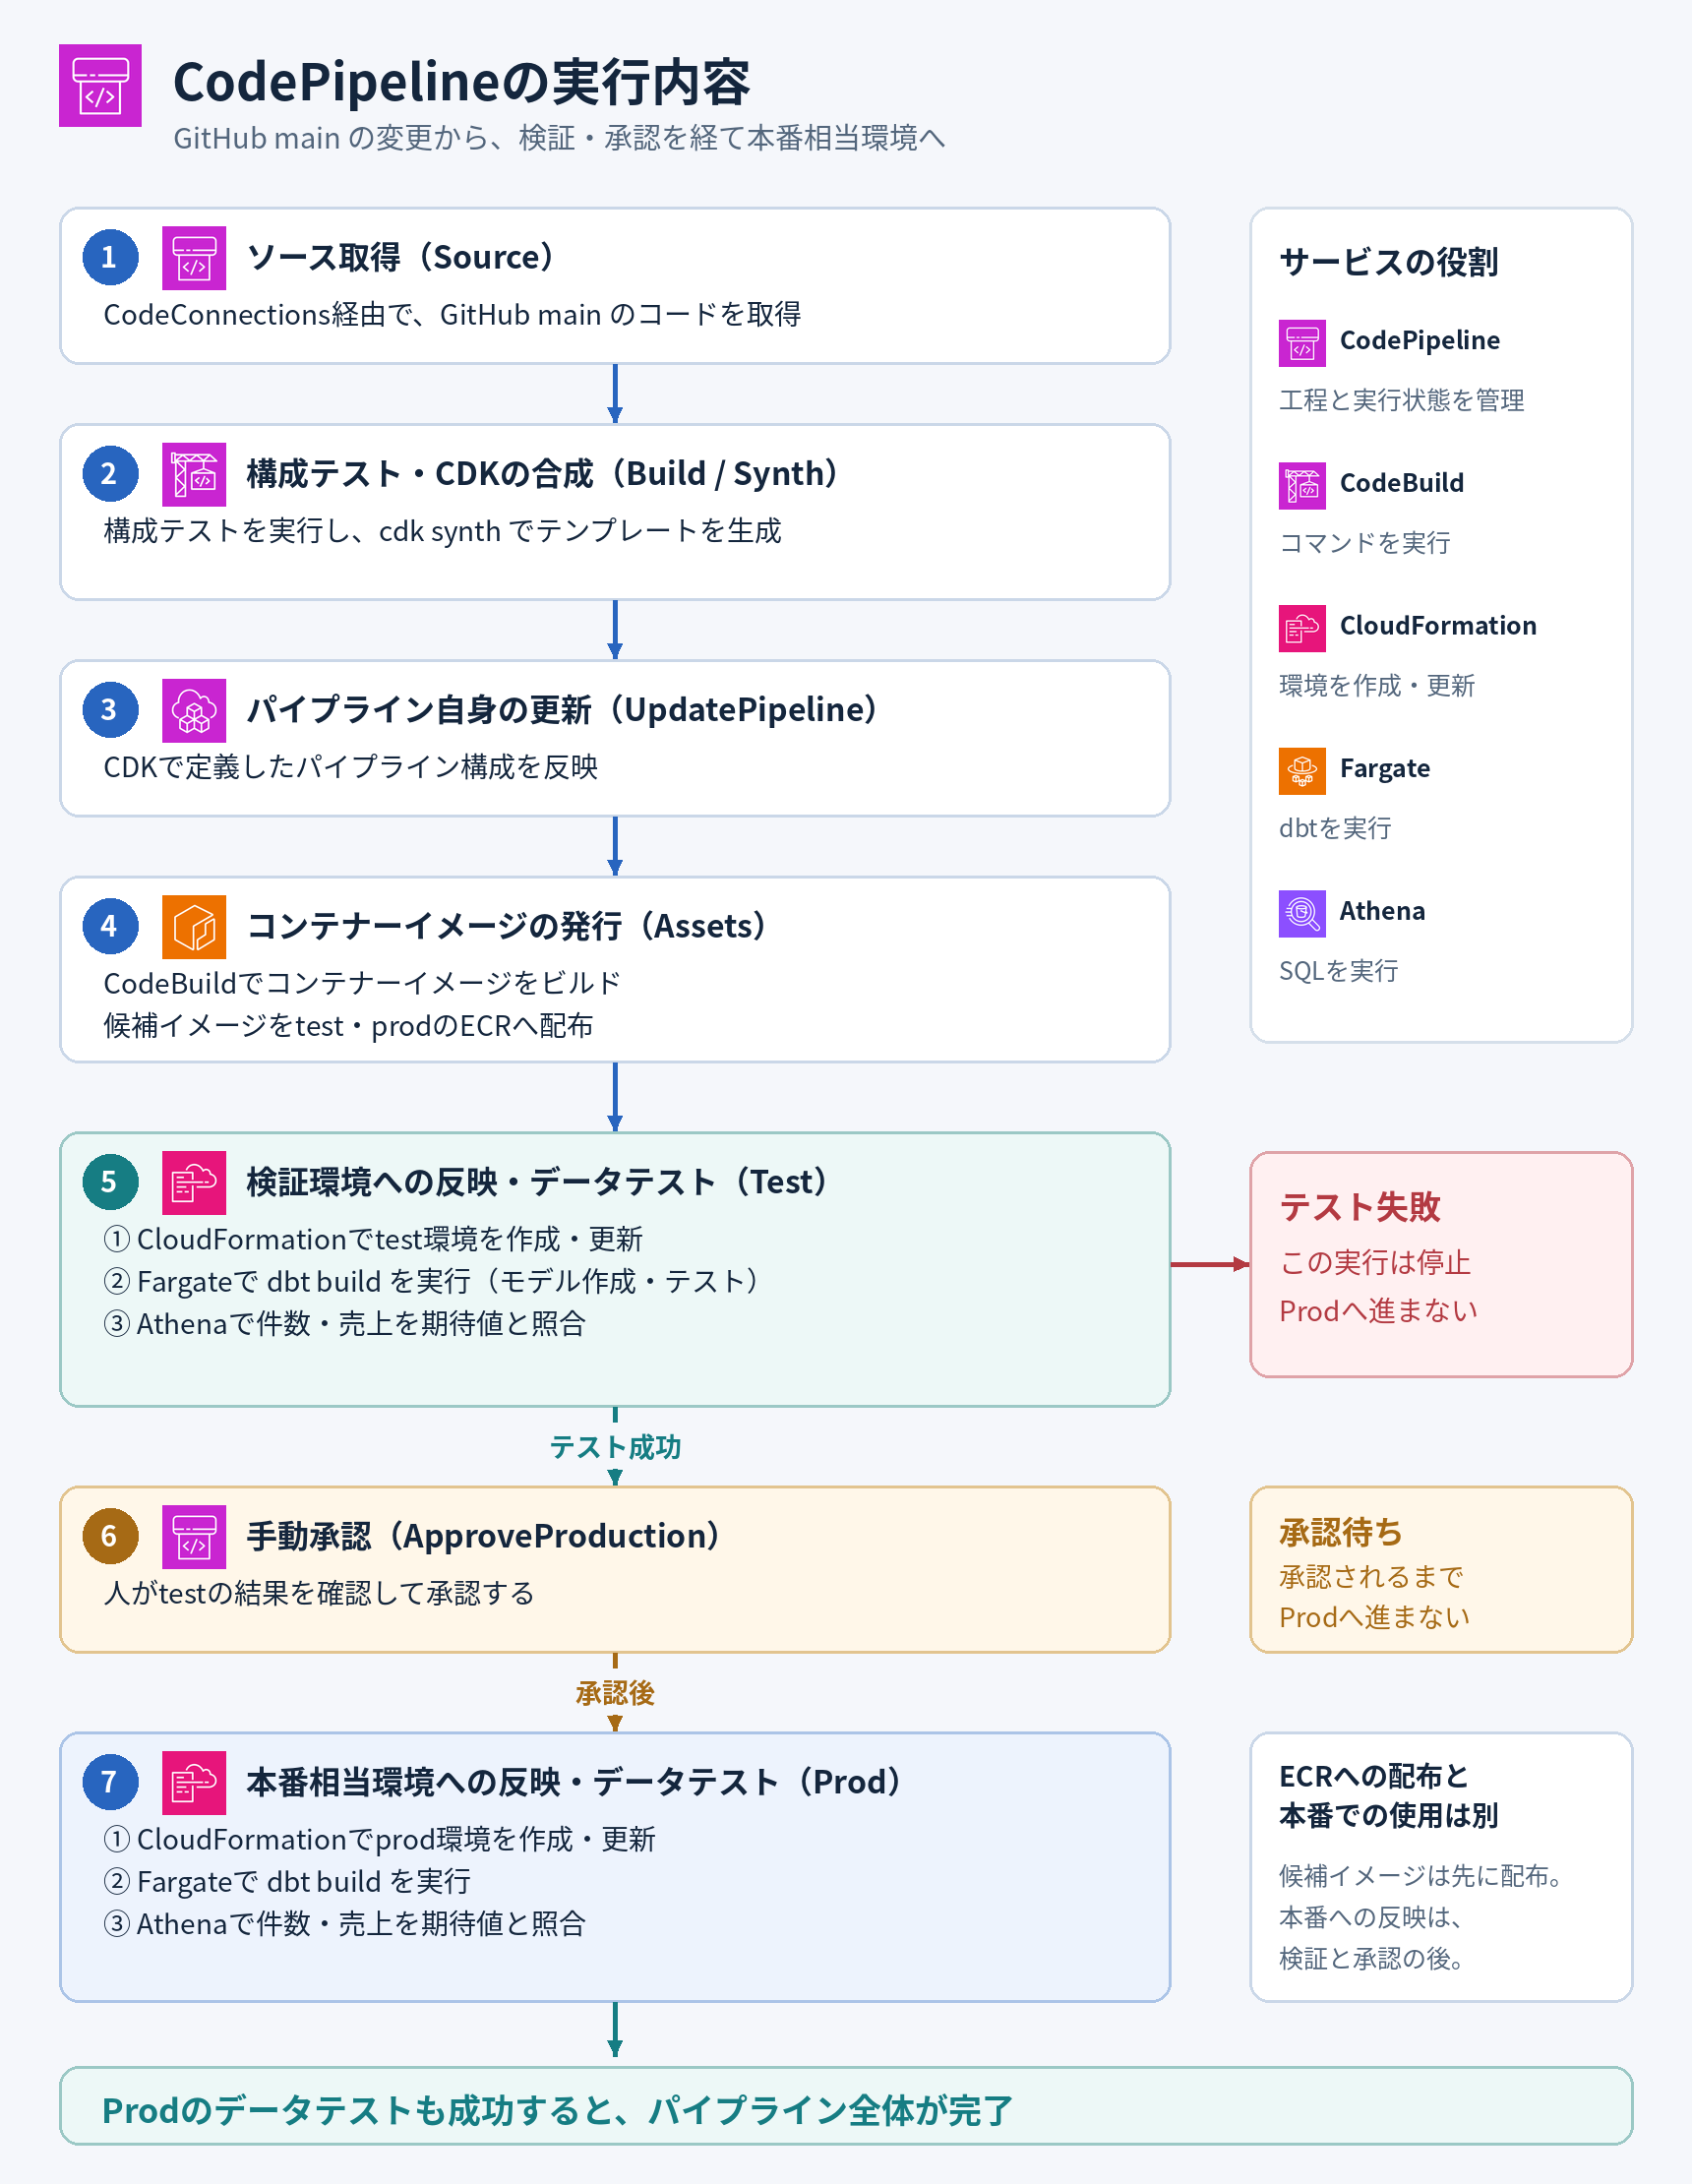 CodePipelineの実行内容
GitHub main の変更から、検証・承認を経て本番相当環境へ
1 ソース取得（Source）
CodeConnections経由で、GitHub main のコードを取得
2 構成テスト・CDKの合成（Build / Synth）
構成テストを実行し、cdk synth でテンプレートを生成
3 パイプライン自身の更新（UpdatePipeline）
CDKで定義したパイプライン構成を反映
4 コンテナーイメージの発行（Assets）
CodeBuildでコンテナーイメージをビルド
候補イメージをtest・prodのECRへ配布
サービスの役割
CodePipeline
工程と実行状態を管理
CodeBuild
コマンドを実行
CloudFormation
環境を作成・更新
Fargate
dbtを実行
Athena
SQLを実行
5 検証環境への反映・データテスト（Test）
① CloudFormationでtest環境を作成・更新
② Fargateで dbt build を実行（モデル作成・テスト）
③ Athenaで件数・売上を期待値と照合
テスト失敗
この実行は停止
Prodへ進まない
テスト成功
6 手動承認（ApproveProduction）
人がtestの結果を確認して承認する
承認待ち
承認されるまで
Prodへ進まない
承認後
7 本番相当環境への反映・データテスト（Prod）
① CloudFormationでprod環境を作成・更新
② Fargateで dbt build を実行
③ Athenaで件数・売上を期待値と照合
ECRへの配布と
本番での使用は別
候補イメージは先に配布。
本番への反映は、
検証と承認の後。
Prodのデータテストも成功すると、パイプライン全体が完了